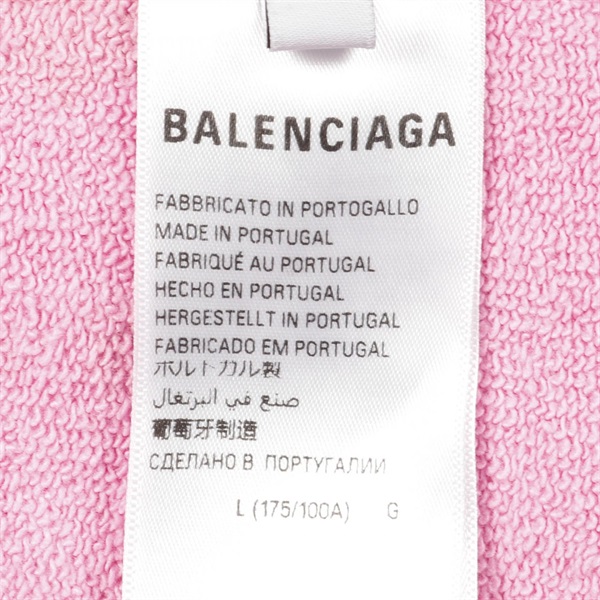 BALENCIAGA
FABBRICATO IN PORTOGALLO
MADE IN PORTUGAL
FABRIQUÉ AU PORTUGAL
HECHO EN PORTUGAL
HERGESTELLT IN PORTUGAL
FABRICADO EM PORTUGAL
ポルトカル製
صنع في البرتغال
葡萄牙制造
СДЕЛАНО В ПОРТУГАЛИИ
L (175/100A) G